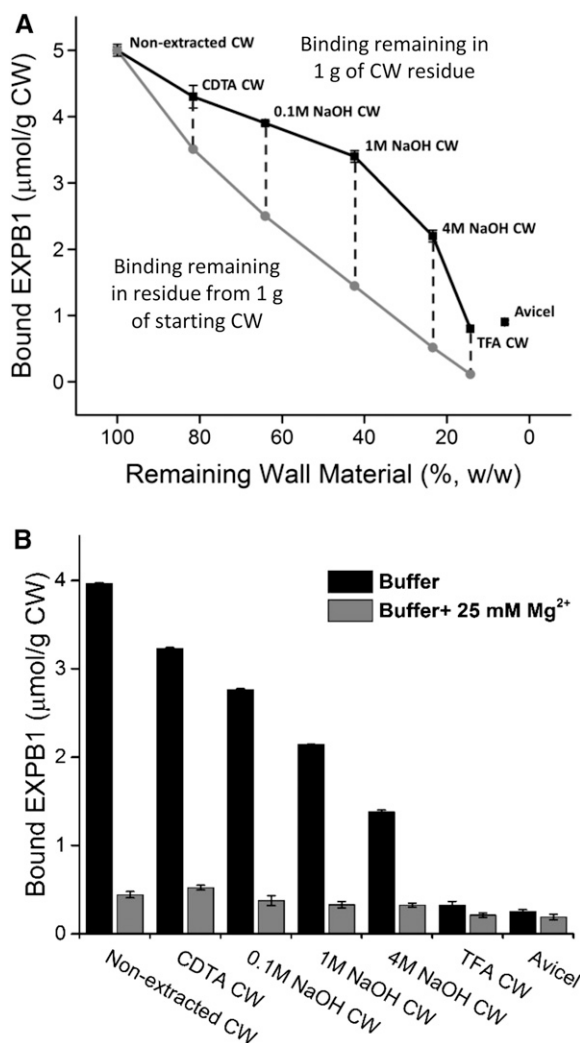 A
Bound EXPB1 (μmol/g CW)
5
4
3
2
1
0
Non-extracted CW
Binding remaining in
1 g of CW residue
CDTA CW
0.1M NaOH CW
1M NaOH CW
4M NaOH CW
Avicel
TFA CW
Binding remaining
in residue from 1 g
of starting CW
100
80
60
40
20
0
Remaining Wall Material (%, w/w)
B
Bound EXPB1 (μmol/g CW)
4
3
2
1
0
Buffer
Buffer+ 25 mM Mg²⁺
Non-extracted CW
CDTA CW
0.1M NaOH CW
1M NaOH CW
4M NaOH CW
TFA CW
Avicel